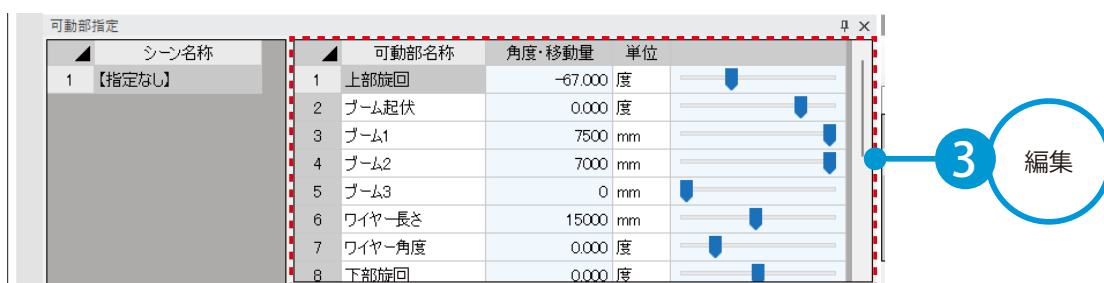 可動部指定
シーン名称
1 【指定なし】
可動部名称 角度・移動量 単位
1 上部旋回 -67.000 度
2 ブーム起伏 0.000 度
3 ブーム1 7500 mm
4 ブーム2 7000 mm
5 ブーム3 0 mm
6 ワイヤー長さ 15000 mm
7 ワイヤー角度 0.000 度
8 下部旋回 0.000 度
3 編集